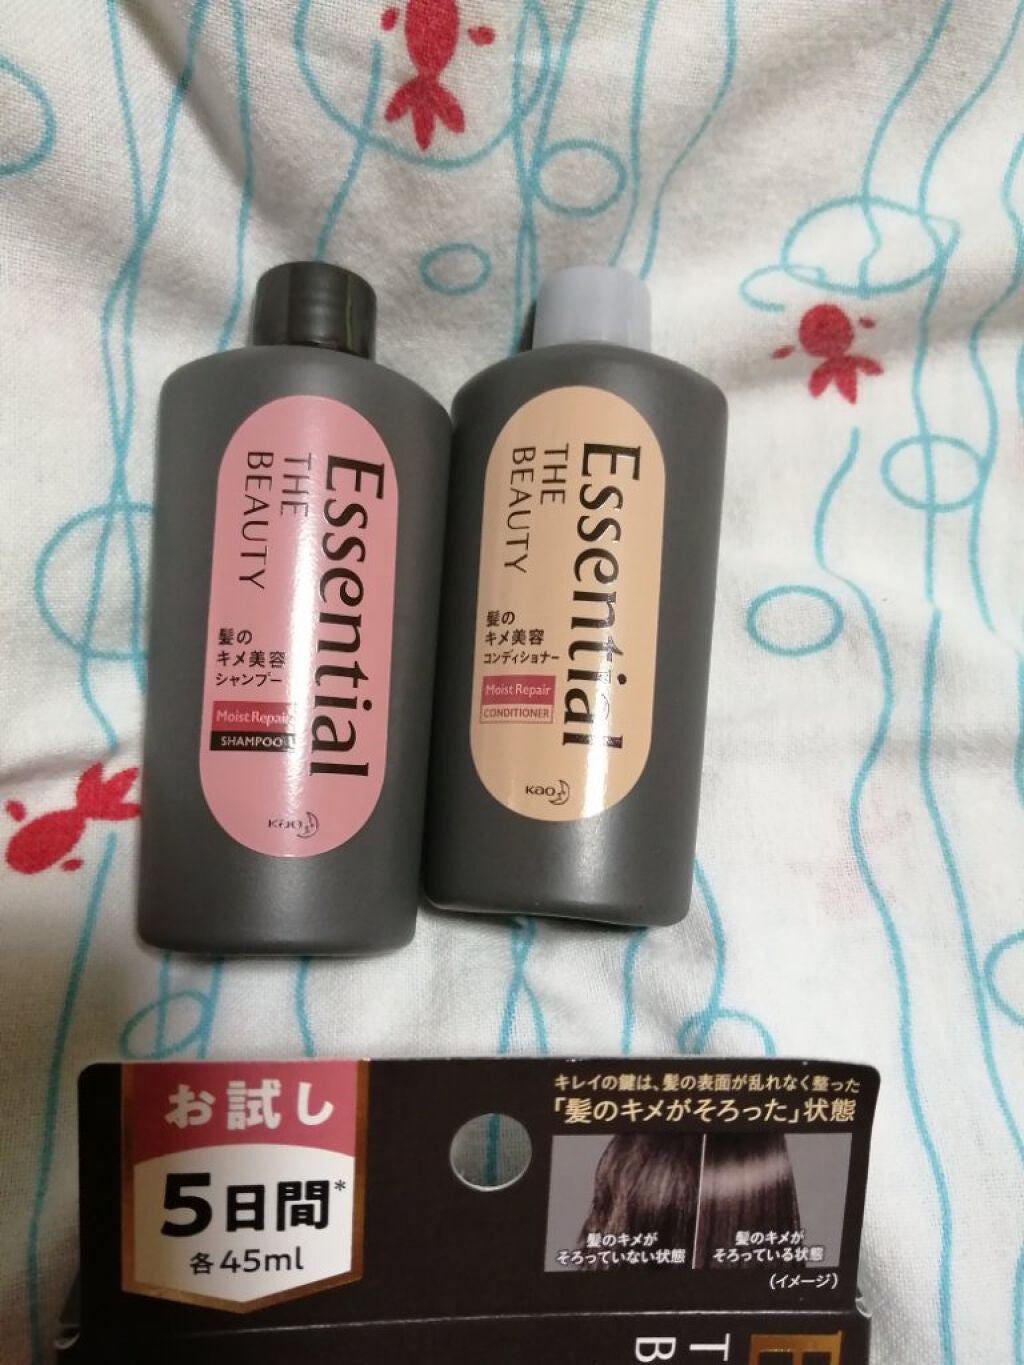 Essential
THE
BEAUTY
髪の
キメ美容
シャンプー
Moist Repair
SHAMPOO
Kao
Essential
THE
BEAUTY
髪の
キメ美容
コンディショナー
Moist Repair
CONDITIONER
Kao
お試し
5日間*
各45ml
キレイの鍵は、髪の表面が乱れなく整った
「髪のキメがそろった」状態
髪のキメが
そろっていない状態
髪のキメが
そろっている状態
(イメージ)